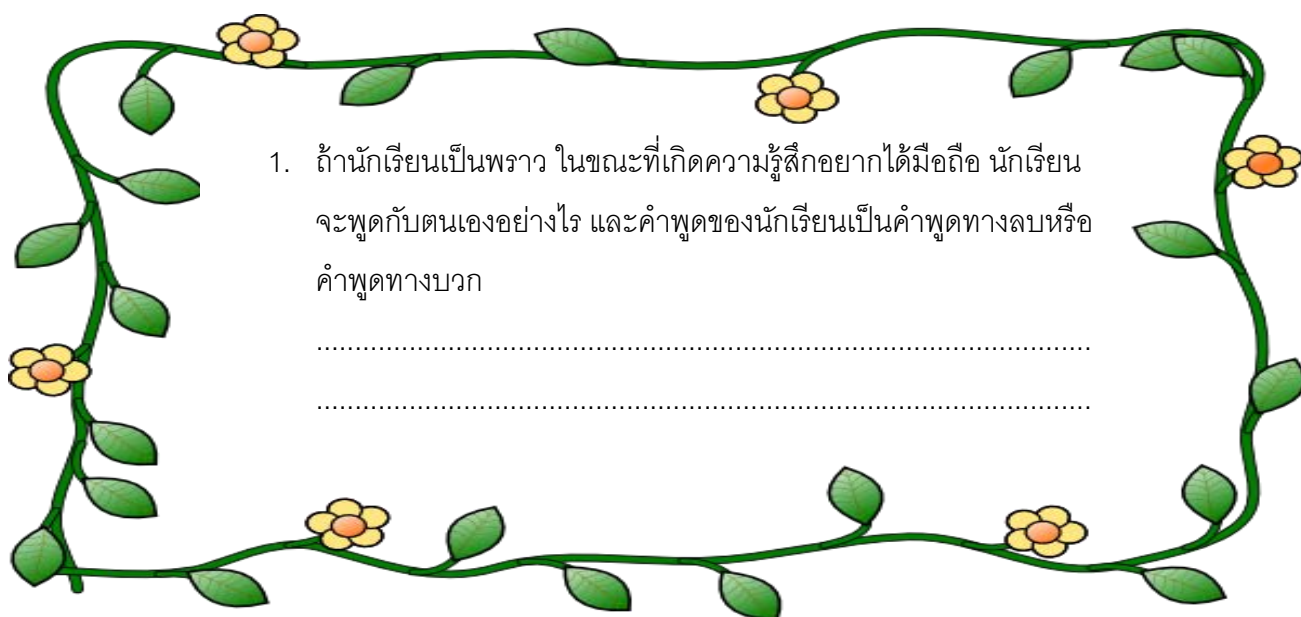 1. ถ้านักเรียนเป็นพราว ในขณะที่เกิดความรู้สึกอยากได้มือถือ นักเรียน
จะพูดกับตนเองอย่างไร และคำพูดของนักเรียนเป็นคำพูดทางลบหรือ
คำพูดทางบวก
....................................................................................................
....................................................................................................